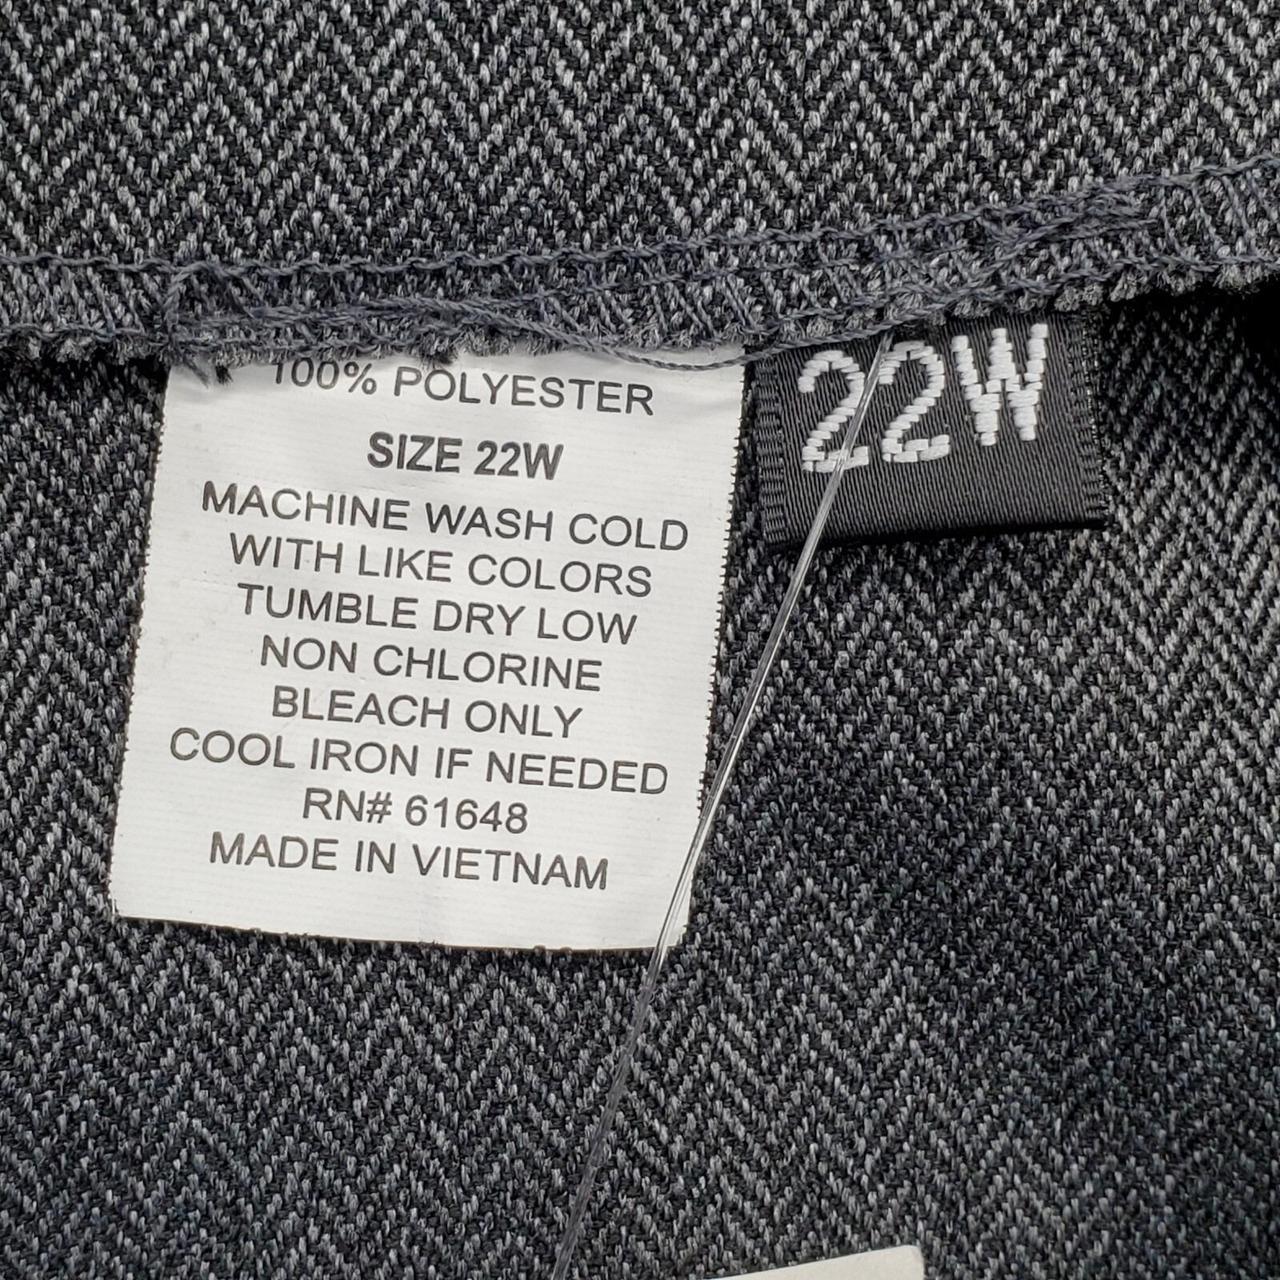 100% POLYESTER
SIZE 22W
MACHINE WASH COLD
WITH LIKE COLORS
TUMBLE DRY LOW
NON CHLORINE
BLEACH ONLY
COOL IRON IF NEEDED
RN# 61648
MADE IN VIETNAM
22W